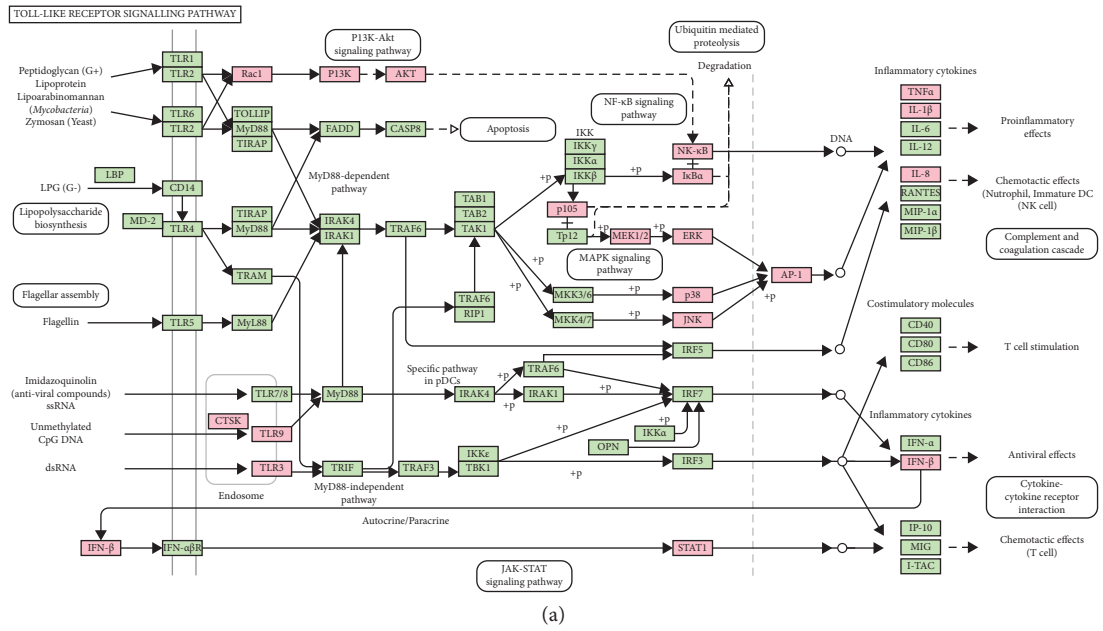 TOLL-LIKE RECEPTOR SIGNALLING PATHWAY
P13K-Akt
signaling pathway
Ubiquitin mediated
proteolysis
Degradation
Peptidoglycan (G+)
Lipoprotein
Lipoarabinomannan
(Mycobacteria)
Zymosan (Yeast)
TLR1
TLR2
Rac1
P13K
AKT
TLR6
TLR2
TOLLIP
MyD88
TIRAP
FADD
CASP8
Apoptosis
NF-κB signaling
pathway
IKK
IKKγ
IKKα
IKKβ
+p
NK-κB
IκBα
DNA
Inflammatory cytokines
TNFα
IL-1β
IL-6
IL-12
Proinflammatory
effects
IL-8
RANTES
MIP-1α
MIP-1β
Chemotactic effects
(Nutrophil, Immature DC
(NK cell)
Complement and
coagulation cascade
LBP
LPG (G-)
CD14
Lipopolysaccharide
biosynthesis
MD-2
TLR4
TIRAP
MyD88
MyD88-dependent
pathway
IRAK4
IRAK1
TRAF6
TAB1
TAB2
TAK1
+p
p105
Tp12
+p
MEK1/2
+p
ERK
MAPK signaling
pathway
TRAM
Flagellar assembly
Flagellin
TLR5
MyL88
TRAF6
RIP1
+p
+p
MKK3/6
+p
p38
MKK4/7
+p
JNK
AP-1
+p
IRF5
Costimulatory molecules
CD40
CD80
CD86
T cell stimulation
Imidazoquinolin
(anti-viral compounds)
ssRNA
TLR7/8
MyD88
Specific pathway
in pDCs
IRAK4
+p
+p
TRAF6
IRAK1
+p
IRF7
Unmethylated
CpG DNA
CTSK
TLR9
+p
IKKα
+p
OPN
dsRNA
TLR3
Endosome
TRIF
MyD88-independent
pathway
TRAF3
IKKε
TBK1
+p
IRF3
Inflammatory cytokines
IFN-α
IFN-β
Antiviral effects
Cytokine-
cytokine receptor
interaction
Autocrine/Paracrine
IFN-β
IFN-αβR
STAT1
JAK-STAT
signaling pathway
IP-10
MIG
I-TAC
Chemotactic effects
(T cell)
(a)